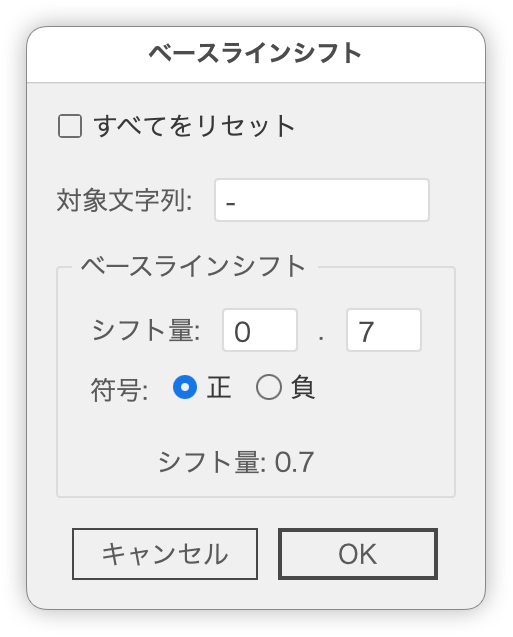 ベースラインシフト
すべてをリセット
対象文字列: -
ベースラインシフト
シフト量: 0 . 7
符号: 正 負
シフト量: 0.7
キャンセル OK